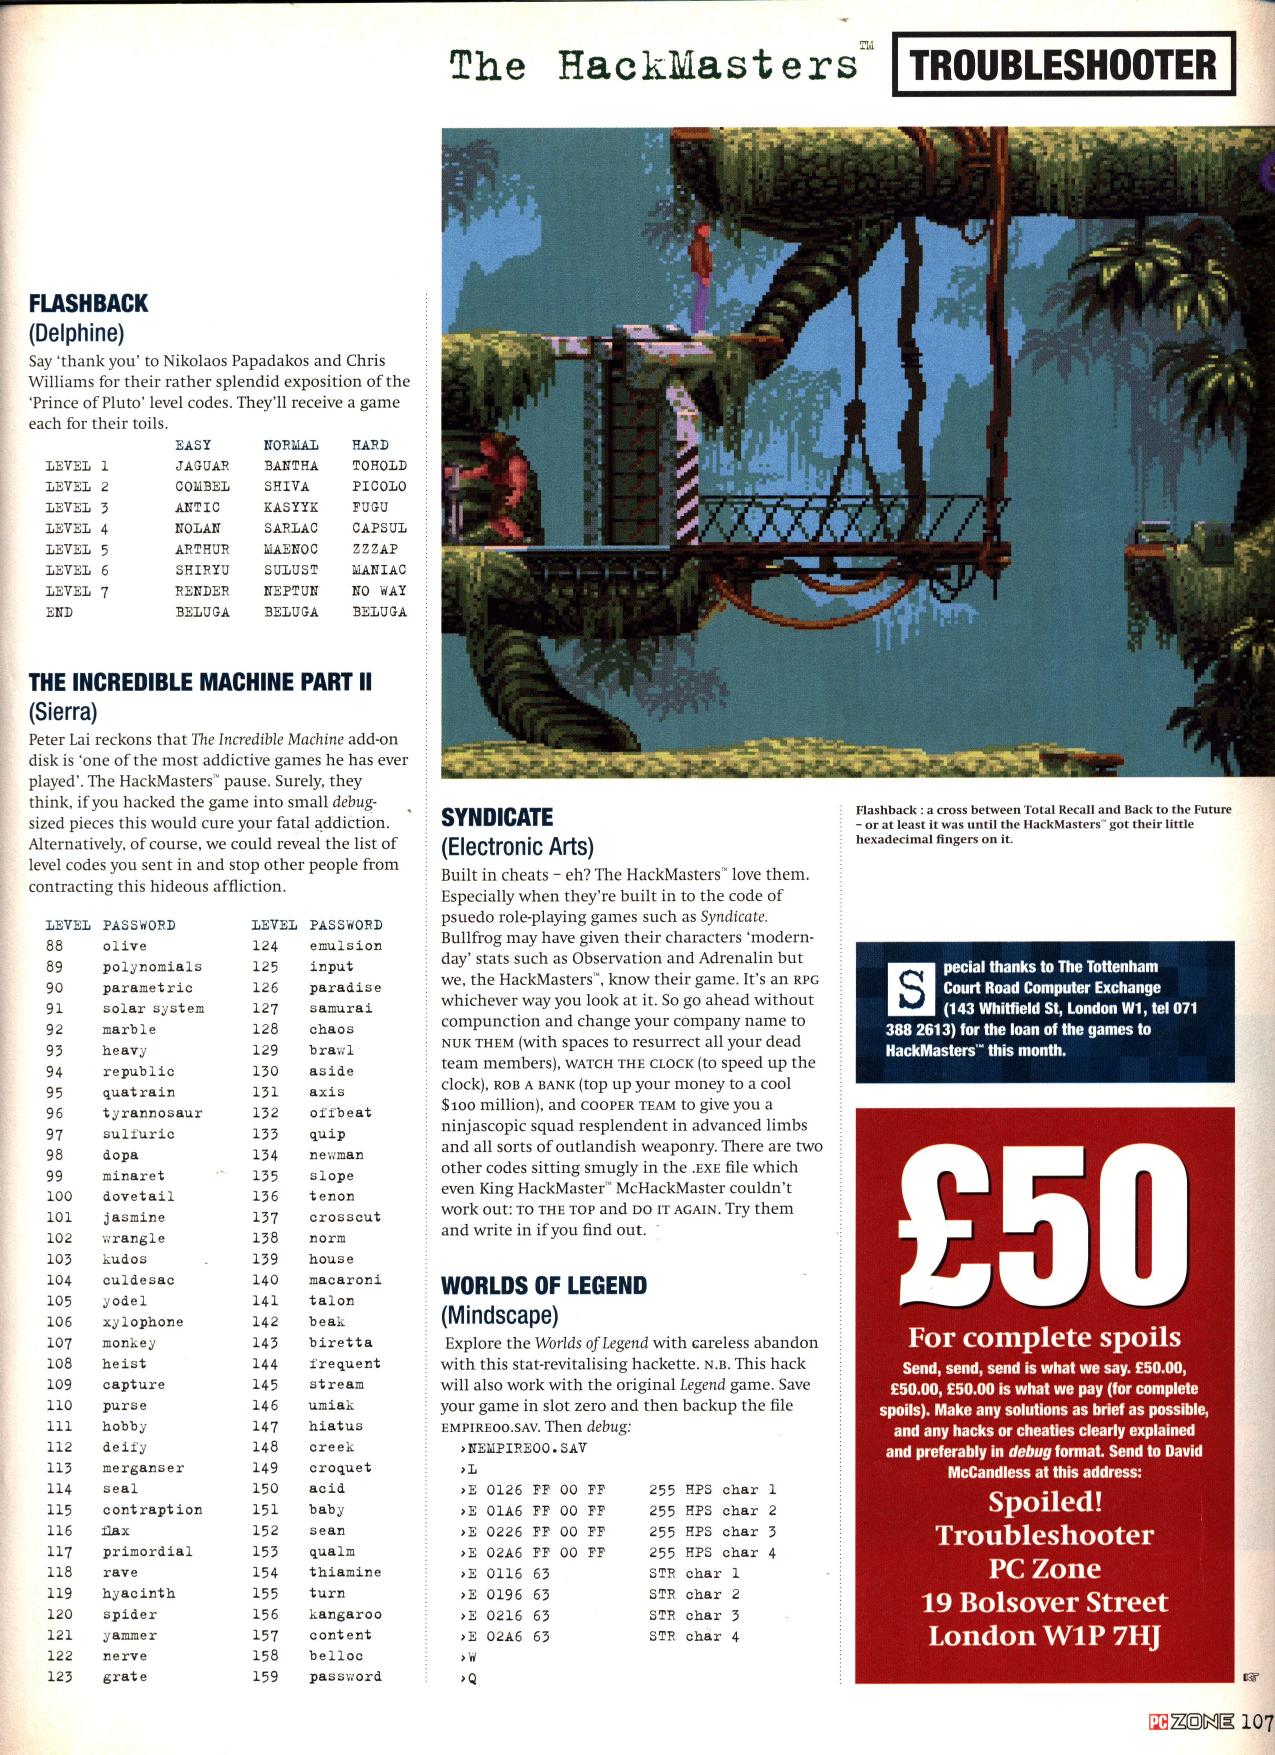 The HackMasters™
TROUBLESHOOTER
FLASHBACK
(Delphine)
Say ‘thank you’ to Nikolaos Papadakos and Chris
Williams for their rather splendid exposition of the
‘Prince of Pluto’ level codes. They’ll receive a game
each for their toils.
EASY NORMAL HARD
LEVEL 1 JAGUAR BANTHA TOHOLD
LEVEL 2 COMBEL SHIVA PICOLO
LEVEL 3 ANTIC KASYYK FUGU
LEVEL 4 NOLAN SARLAC CAPSUL
LEVEL 5 ARTHUR MAENOC ZZZAP
LEVEL 6 SHIRYU SULUST MANIAC
LEVEL 7 RENDER NEPTUN NO WAY
END BELUGA BELUGA BELUGA
THE INCREDIBLE MACHINE PART II
(Sierra)
Peter Lai reckons that The Incredible Machine add-on
disk is ‘one of the most addictive games he has ever
played’. The HackMasters™ pause. Surely, they
think, if you hacked the game into small debug-
sized pieces this would cure your fatal addiction.
Alternatively, of course, we could reveal the list of
level codes you sent in and stop other people from
contracting this hideous affliction.
LEVEL PASSWORD LEVEL PASSWORD
88 olive 124 emulsion
89 polynomials 125 input
90 parametric 126 paradise
91 solar system 127 samurai
92 marble 128 chaos
93 heavy 129 brawl
94 republic 130 aside
95 quatrain 131 axis
96 tyrannosaur 132 offbeat
97 sulfuric 133 quip
98 dopa 134 newman
99 minaret 135 slope
100 dovetail 136 tenon
101 jasmine 137 crosscut
102 wrangle 138 norm
103 kudos 139 house
104 culdesac 140 macaroni
105 yodel 141 talon
106 xylophone 142 beak
107 monkey 143 biretta
108 heist 144 frequent
109 capture 145 stream
110 purse 146 umiak
111 hobby 147 hiatus
112 deify 148 creek
113 merganser 149 croquet
114 seal 150 acid
115 contraption 151 baby
116 flax 152 sean
117 primordial 153 qualm
118 rave 154 thiamine
119 hyacinth 155 turn
120 spider 156 kangaroo
121 yammer 157 content
122 nerve 158 belloc
123 grate 159 password
SYNDICATE
(Electronic Arts)
Built in cheats – eh? The HackMasters™ love them.
Especially when they’re built in to the code of
psuedo role-playing games such as Syndicate.
Bullfrog may have given their characters ‘modern-
day’ stats such as Observation and Adrenalin but
we, the HackMasters™, know their game. It’s an RPG
whichever way you look at it. So go ahead without
compunction and change your company name to
NUK THEM (with spaces to resurrect all your dead
team members), WATCH THE CLOCK (to speed up the
clock), ROB A BANK (top up your money to a cool
$100 million), and COOPER TEAM to give you a
ninjascopic squad resplendent in advanced limbs
and all sorts of outlandish weaponry. There are two
other codes sitting smugly in the .EXE file which
even King HackMaster™ McHackMaster couldn’t
work out: TO THE TOP and DO IT AGAIN. Try them
and write in if you find out.
WORLDS OF LEGEND
(Mindscape)
Explore the Worlds of Legend with careless abandon
with this stat-revitalising hackette. N.B. This hack
will also work with the original Legend game. Save
your game in slot zero and then backup the file
EMPIRE00.SAV. Then debug:
>NEMPIRE00.SAV
>L
>E 0126 FF 00 FF 255 HPS char 1
>E 01A6 FF 00 FF 255 HPS char 2
>E 0226 FF 00 FF 255 HPS char 3
>E 02A6 FF 00 FF 255 HPS char 4
>E 0116 63 STR char 1
>E 0196 63 STR char 2
>E 0216 63 STR char 3
>E 02A6 63 STR char 4
>W
>Q
Flashback : a cross between Total Recall and Back to the Future
– or at least it was until the HackMasters™ got their little
hexadecimal fingers on it.
Special thanks to The Tottenham
Court Road Computer Exchange
(143 Whitfield St, London W1, tel 071
388 2613) for the loan of the games to
HackMasters™ this month.
£50
For complete spoils
Send, send, send is what we say. £50.00,
£50.00, £50.00 is what we pay (for complete
spoils). Make any solutions as brief as possible,
and any hacks or cheaties clearly explained
and preferably in debug format. Send to David
McCandless at this address:
Spoiled!
Troubleshooter
PC Zone
19 Bolsover Street
London W1P 7HJ
PC ZONE 107